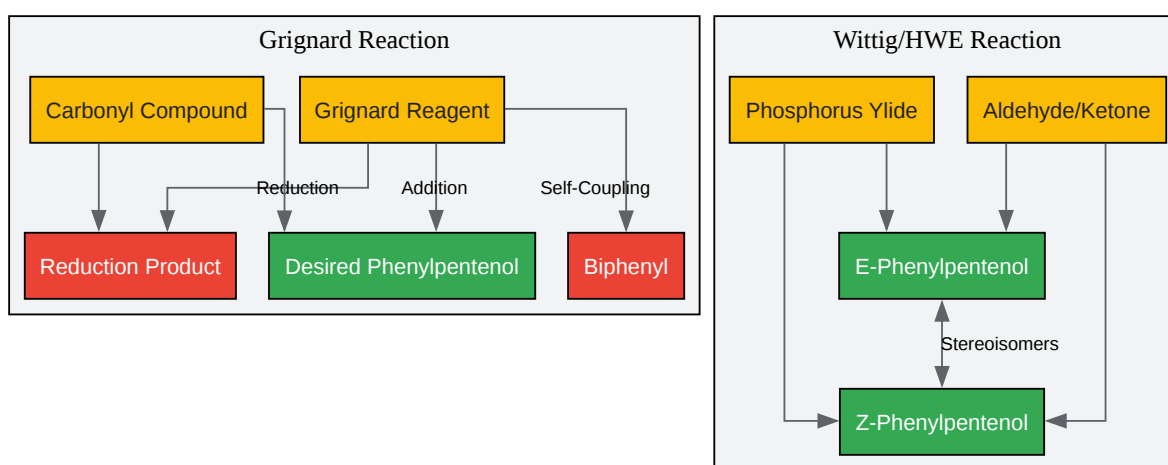 Grignard Reaction
Carbonyl Compound
Grignard Reagent
Reduction
Addition
Self-Coupling
Reduction Product
Desired Phenylpentenol
Biphenyl
Wittig/HWE Reaction
Phosphorus Ylide
Aldehyde/Ketone
E-Phenylpentenol
Stereoisomers
Z-Phenylpentenol